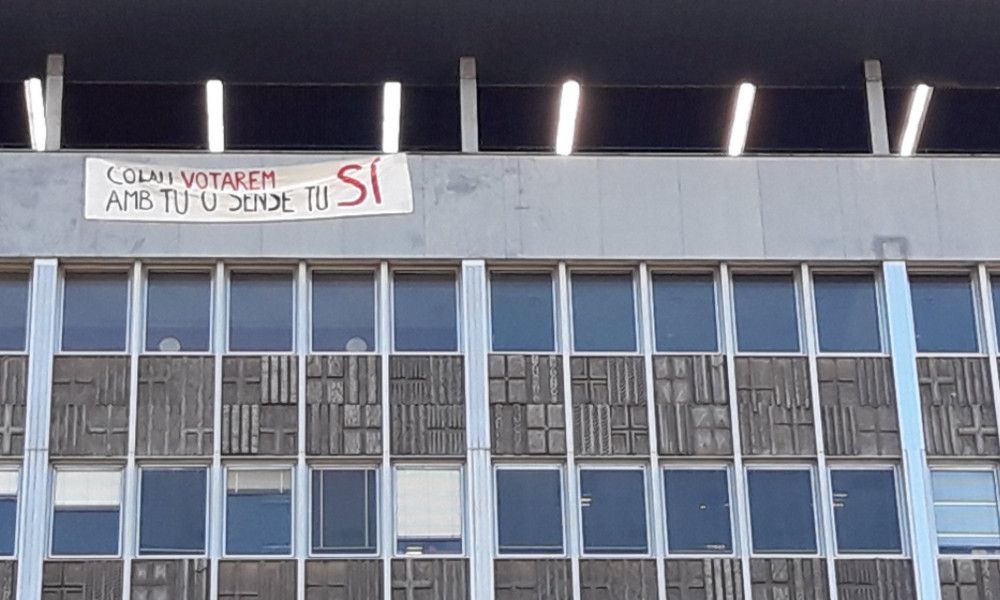 COLAU VOTAREM SÍ
AMB TU O SENSE TU